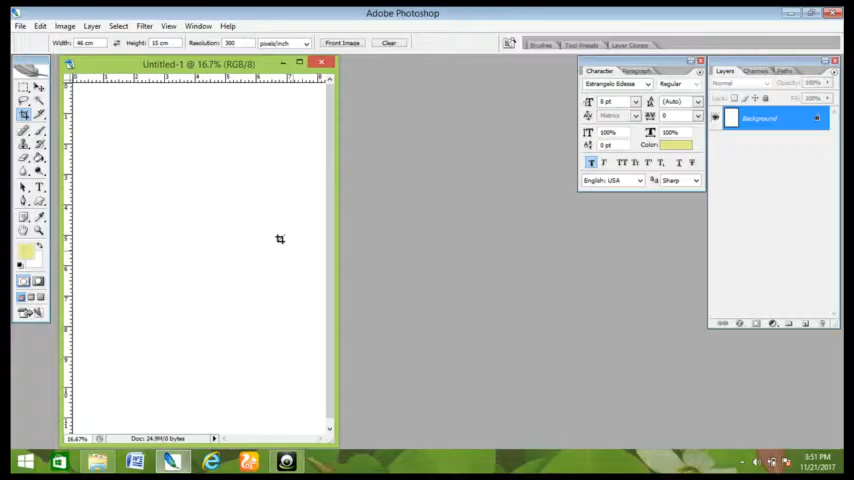 Adobe Photoshop
File Edit Image Layer Select Filter View Window Help
Width: 46 cm Height: 15 cm Resolution: 300 pixels/inch Front Image Clear Brushes Tool Presets Layer Comps
Untitled-1 @ 16.7% (RGB/8)
Character Paragraph
Estrangelo Edessa Regular
8 pt (Auto)
Metrics 0
100% 100%
0 pt Color:
English: USA aa Sharp
Layers Channels Paths
Normal Opacity: 100%
Lock: Fill: 100%
Background
16.67% Doc: 24.9M/0 bytes
3:51 PM
11/21/2017